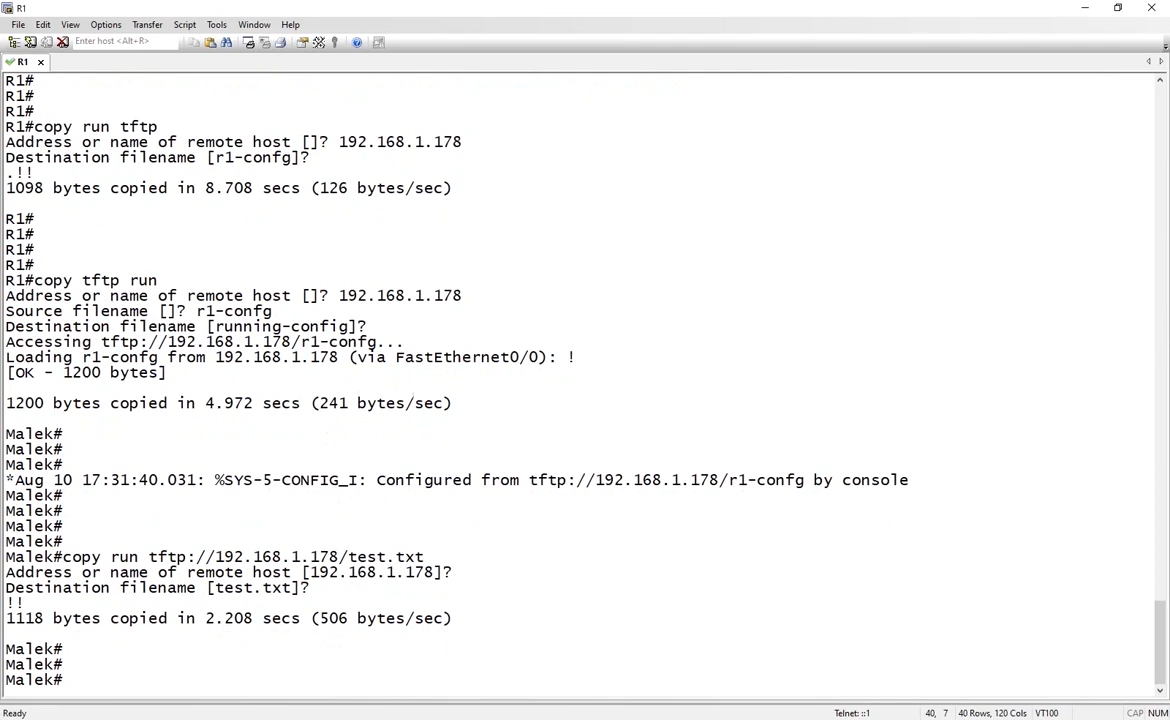 R1
File Edit View Options Transfer Script Tools Window Help
Enter host <Alt+R>
R1
R1#
R1#
R1#
R1#copy run tftp
Address or name of remote host []? 192.168.1.178
Destination filename [r1-confg]?
.!!
1098 bytes copied in 8.708 secs (126 bytes/sec)
R1#
R1#
R1#
R1#
R1#copy tftp run
Address or name of remote host []? 192.168.1.178
Source filename []? r1-confg
Destination filename [running-config]?
Accessing tftp://192.168.1.178/r1-confg...
Loading r1-confg from 192.168.1.178 (via FastEthernet0/0): !
[OK - 1200 bytes]
1200 bytes copied in 4.972 secs (241 bytes/sec)
Malek#
Malek#
Malek#
*Aug 10 17:31:40.031: %SYS-5-CONFIG_I: Configured from tftp://192.168.1.178/r1-confg by console
Malek#
Malek#
Malek#
Malek#
Malek#copy run tftp://192.168.1.178/test.txt
Address or name of remote host [192.168.1.178]?
Destination filename [test.txt]?
!!
1118 bytes copied in 2.208 secs (506 bytes/sec)
Malek#
Malek#
Malek#
Ready Telnet: ::1 40, 7 40 Rows, 120 Cols VT100 CAP NUM